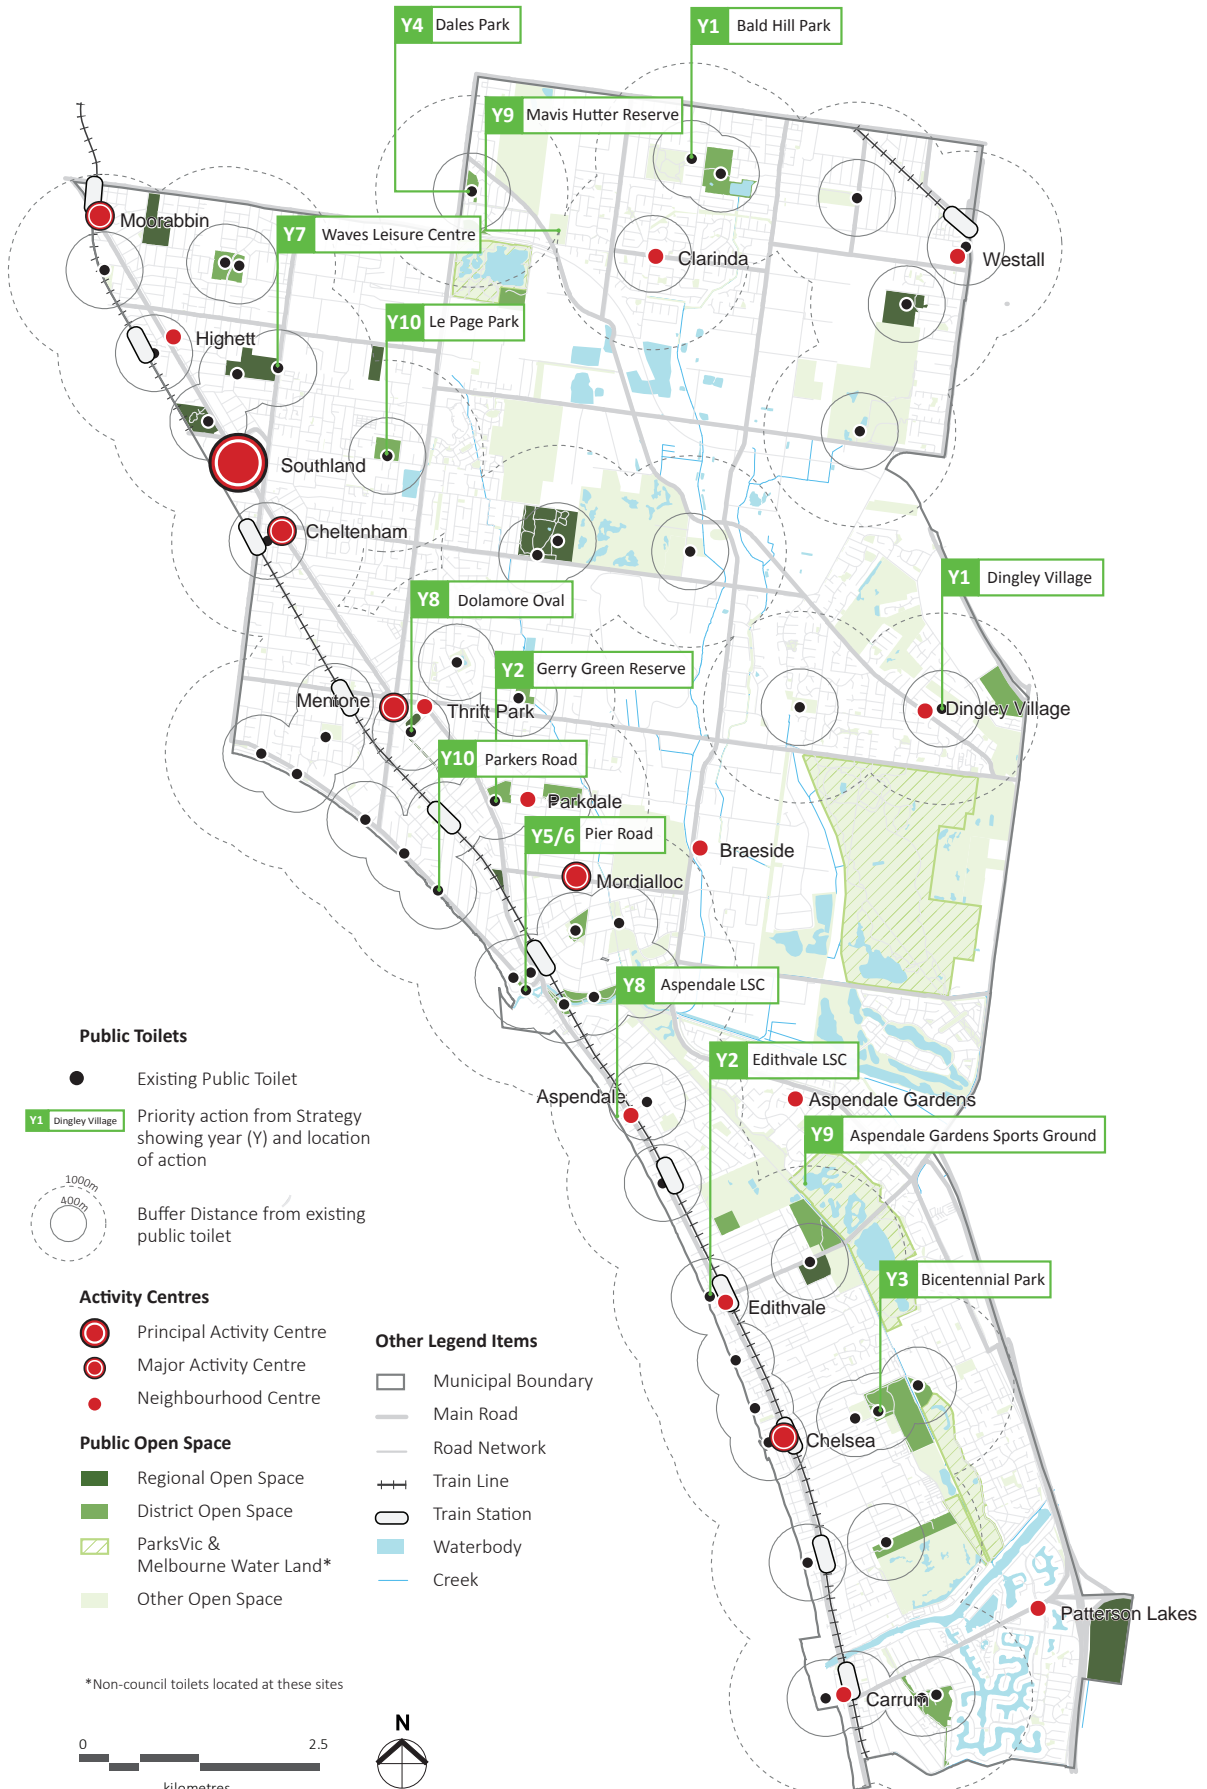 Y4 Dales Park
Y1 Bald Hill Park
Y9 Mavis Hutter Reserve
Moorabbin
Y7 Waves Leisure Centre
Clarinda
Westall
Y10 Le Page Park
Highett
Southland
Cheltenham
Y1 Dingley Village
Y8 Dolamore Oval
Y2 Gerry Green Reserve
Mentone
Thrift Park
Dingley Village
Y10 Parkers Road
Parkdale
Y5/6 Pier Road
Braeside
Mordialloc
Y8 Aspendale LSC
Y2 Edithvale LSC
Aspendale
Aspendale Gardens
Y9 Aspendale Gardens Sports Ground
Y3 Bicentennial Park
Edithvale
Chelsea
Patterson Lakes
Carrum
Public Toilets
Existing Public Toilet
Y1 Dingley Village
Priority action from Strategy
showing year (Y) and location
of action
1000m
400m
Buffer Distance from existing
public toilet
Activity Centres
Principal Activity Centre
Major Activity Centre
Neighbourhood Centre
Public Open Space
Regional Open Space
District Open Space
ParksVic &
Melbourne Water Land*
Other Open Space
Other Legend Items
Municipal Boundary
Main Road
Road Network
Train Line
Train Station
Waterbody
Creek
*Non-council toilets located at these sites
0 2.5
kilometres
N